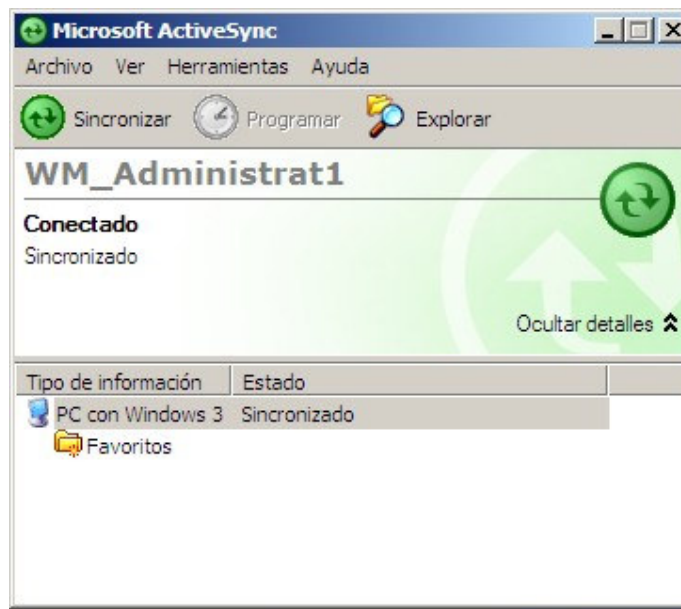 Microsoft ActiveSync
Archivo Ver Herramientas Ayuda
Sincronizar Programar Explorar
WM_Administrat1
Conectado
Sincronizado
Ocultar detalles
Tipo de información Estado
PC con Windows 3 Sincronizado
Favoritos